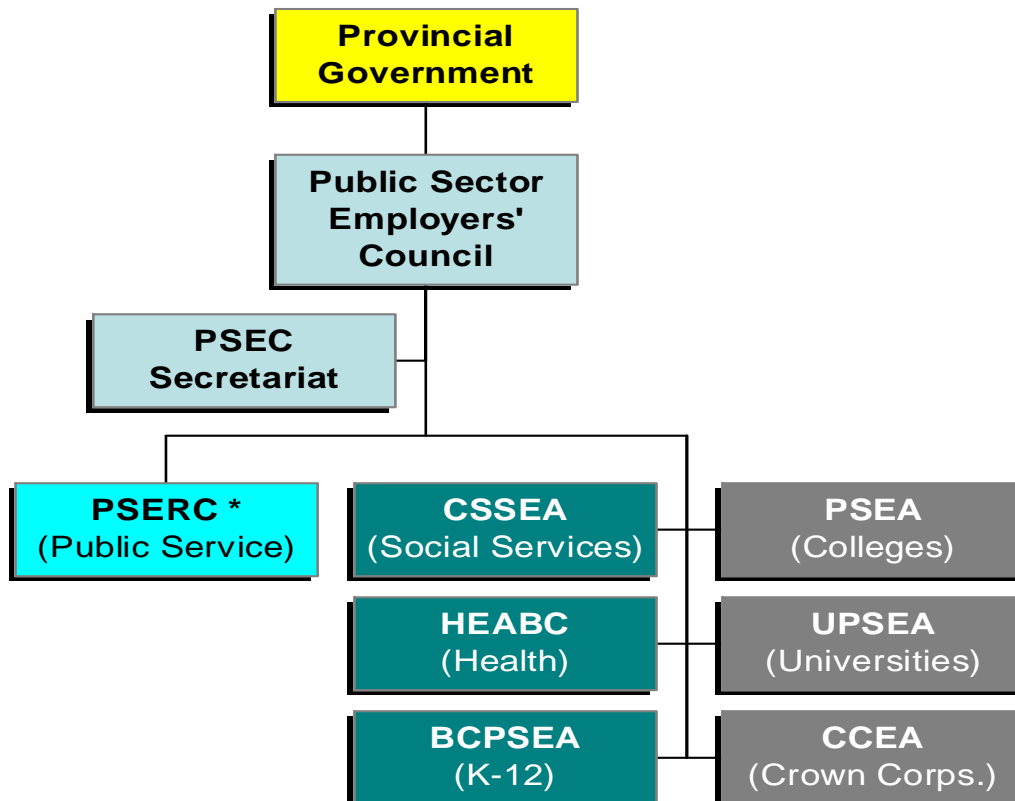 Provincial
Government
Public Sector
Employers'
Council
PSEC
Secretariat
PSERC *
(Public Service)
CSSEA
(Social Services)
PSEA
(Colleges)
HEABC
(Health)
UPSEA
(Universities)
BCPSEA
(K-12)
CCEA
(Crown Corps.)